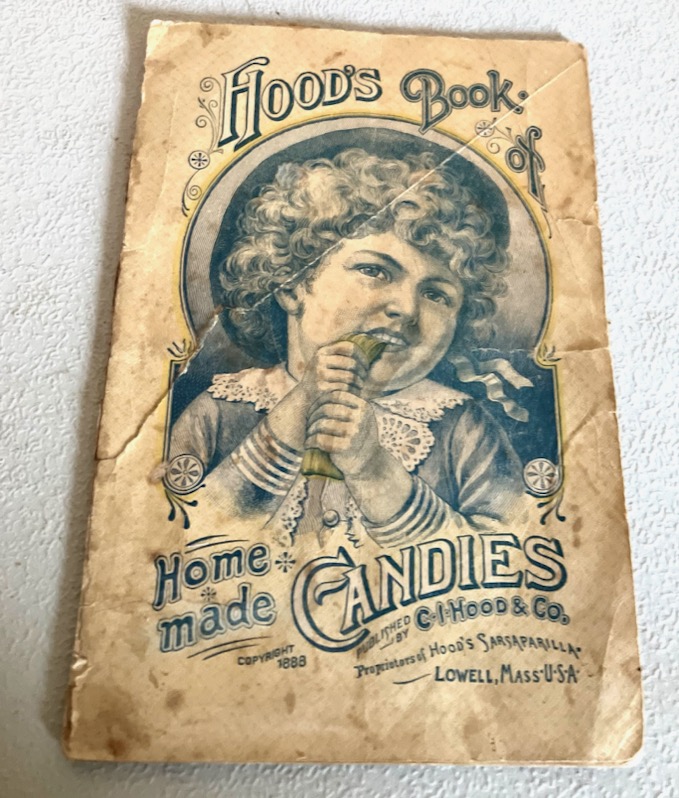 HOOD'S BOOK:
of
Home
made
CANDIES
COPYRIGHT
1888
PUBLISHED
BY
C·I·HOOD & CO.
Proprietors of HOOD'S SARSAPARILLA·
LOWELL, MASS·U·S·A·